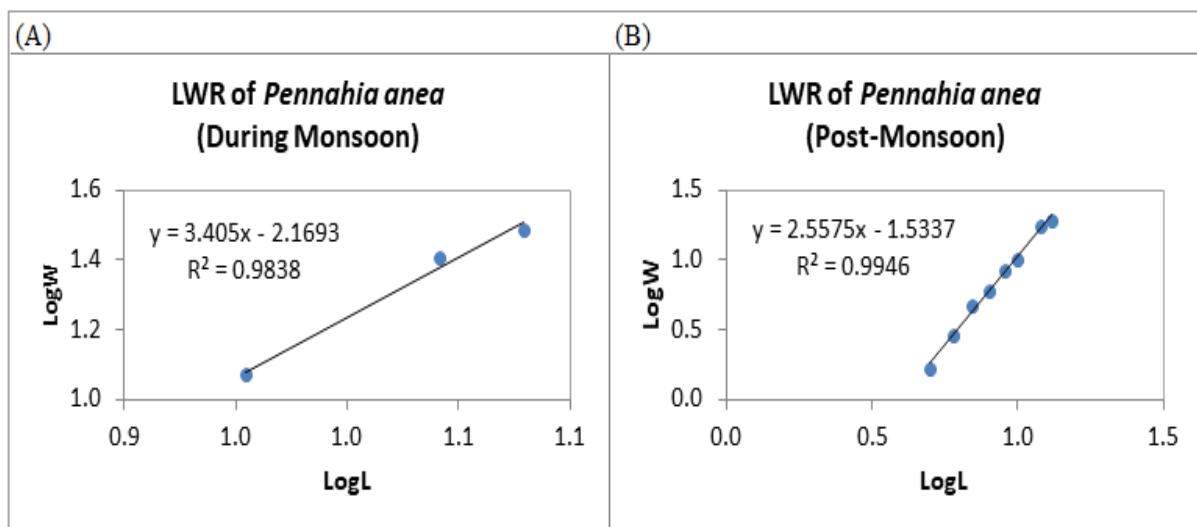 (A)
LWR of Pennahia anea
(During Monsoon)
LogW
1.6
1.4
1.2
1.0
y = 3.405x - 2.1693
R² = 0.9838
0.9 1.0 1.0 1.1 1.1
LogL
(B)
LWR of Pennahia anea
(Post-Monsoon)
LogW
1.5
1.0
0.5
0.0
y = 2.5575x - 1.5337
R² = 0.9946
0.0 0.5 1.0 1.5
LogL